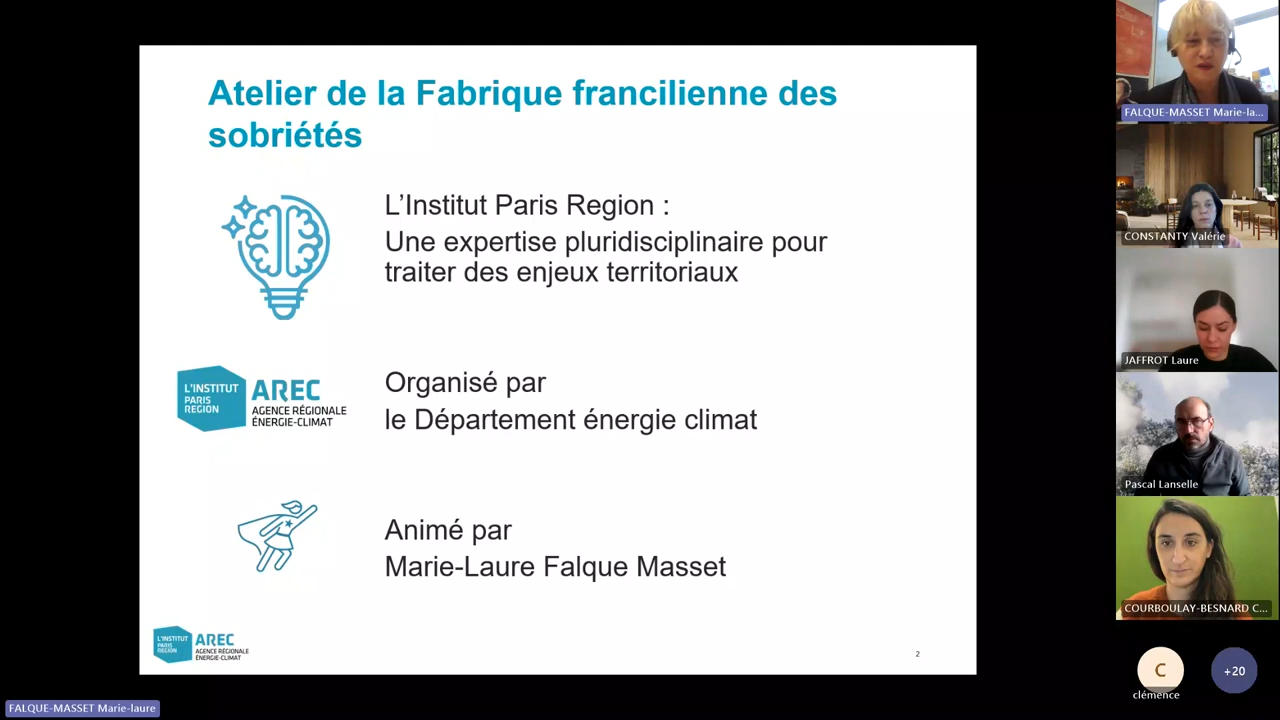 Atelier de la Fabrique francilienne des
sobriétés
L'Institut Paris Region :
Une expertise pluridisciplinaire pour
traiter des enjeux territoriaux
L'INSTITUT
PARIS
REGION
AREC
AGENCE RÉGIONALE
ÉNERGIE-CLIMAT
Organisé par
le Département énergie climat
Animé par
Marie-Laure Falque Masset
L'INSTITUT
PARIS
REGION
AREC
AGENCE RÉGIONALE
ÉNERGIE-CLIMAT
2
FALQUE-MASSET Marie-la...
CONSTANTY Valérie
JAFFROT Laure
Pascal Lanselle
COURBOULAY-BESNARD C...
C
clémence
+20
FALQUE-MASSET Marie-laure